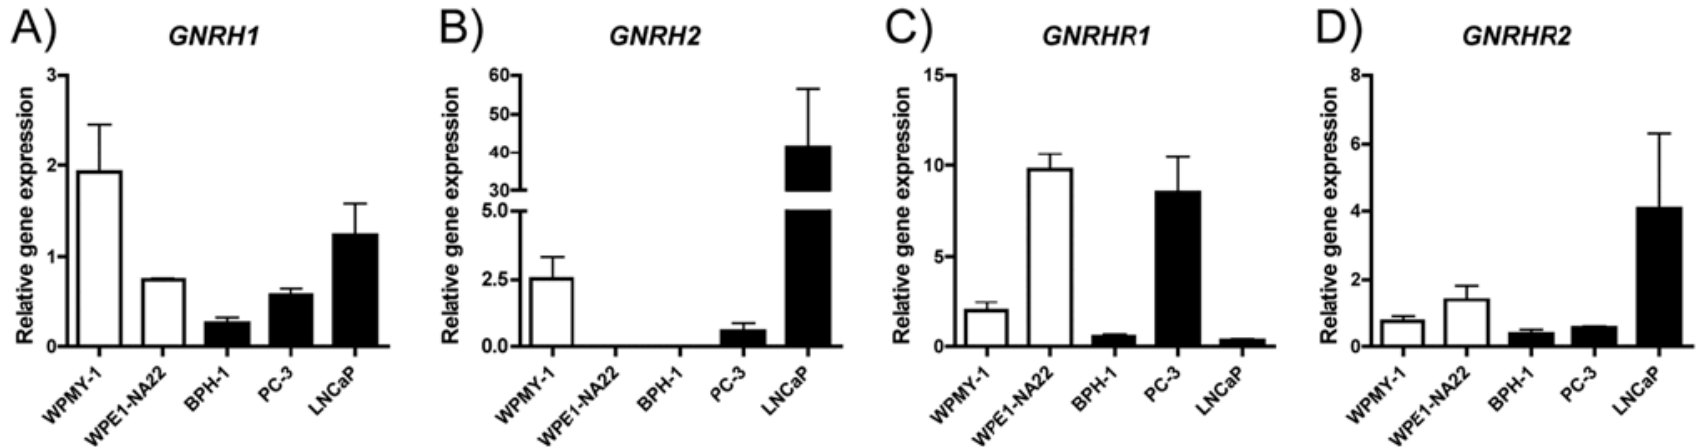 A) GNRH1
Relative gene expression
3
2
1
0
WPMY-1
WPE1-NA22
BPH-1
PC-3
LNCaP
B) GNRH2
Relative gene expression
60
50
40
30
5.0
2.5
0.0
WPMY-1
WPE1-NA22
BPH-1
PC-3
LNCaP
C) GNRHR1
Relative gene expression
15
10
5
0
WPMY-1
WPE1-NA22
BPH-1
PC-3
LNCaP
D) GNRHR2
Relative gene expression
8
6
4
2
0
WPMY-1
WPE1-NA22
BPH-1
PC-3
LNCaP